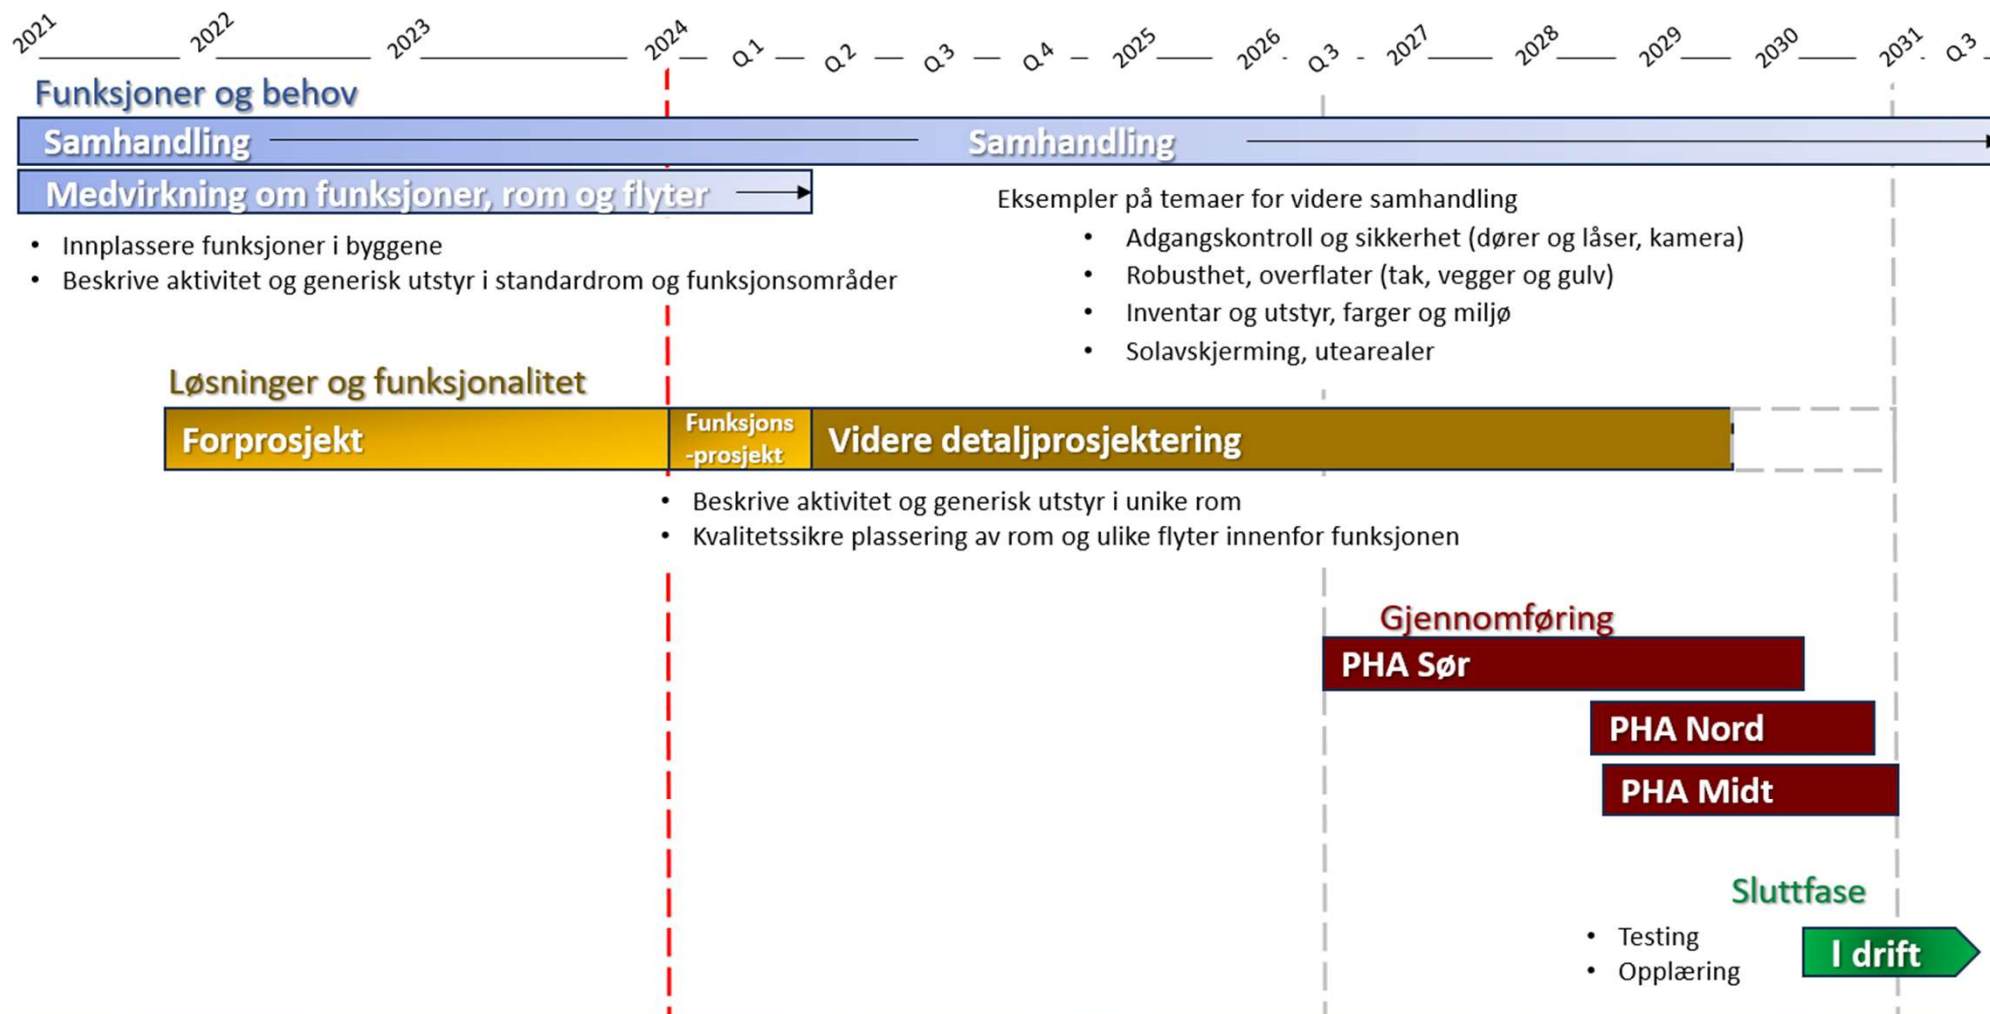 2021 2022 2023 2024 Q 1 Q 2 Q 3 Q 4 2025 2026 Q 3 2027 2028 2029 2030 2031 Q 3
Funksjoner og behov
Samhandling Samhandling
Medvirkning om funksjoner, rom og flyter
• Innplassere funksjoner i byggene
• Beskrive aktivitet og generisk utstyr i standardrom og funksjonsområder
Eksempler på temaer for videre samhandling
• Adgangskontroll og sikkerhet (dører og låser, kamera)
• Robusthet, overflater (tak, vegger og gulv)
• Inventar og utstyr, farger og miljø
• Solavskjerming, utearealer
Løsninger og funksjonalitet
Forprosjekt
Funksjons
-prosjekt
Videre detaljprosjektering
• Beskrive aktivitet og generisk utstyr i unike rom
• Kvalitetssikre plassering av rom og ulike flyter innenfor funksjonen
Gjennomføring
PHA Sør
PHA Nord
PHA Midt
Sluttfase
• Testing
• Opplæring
I drift